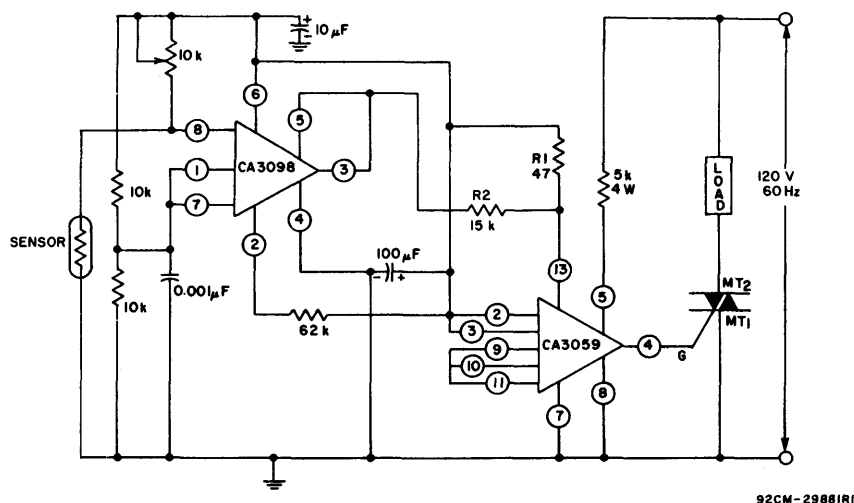 +
10 µF
-
10 k
6
5
8
CA3098
3
1
7
4
2
10k
10k
0.001µF
SENSOR
62 k
100 µF
- +
R1
47
R2
15 k
13
2
3
9
10
11
CA3059
5
4
7
8
5 k
4 W
LOAD
120 V
60 Hz
MT2
MT1
G
92CM-29881R1